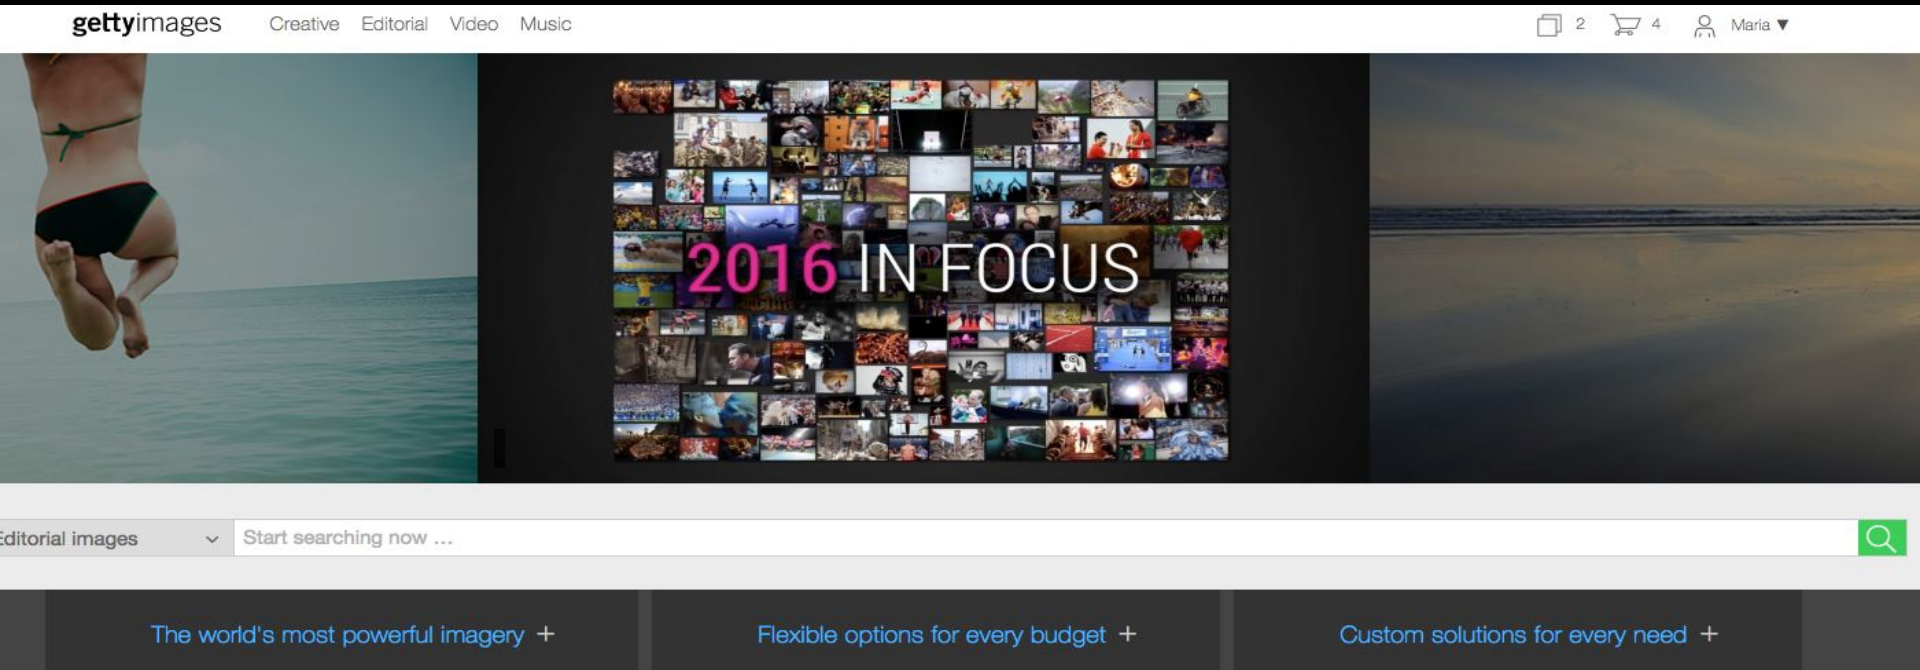 gettyimages Creative Editorial Video Music 2 4 Maria ▼
2016 IN FOCUS
Editorial images Start searching now ...
The world's most powerful imagery + Flexible options for every budget + Custom solutions for every need +